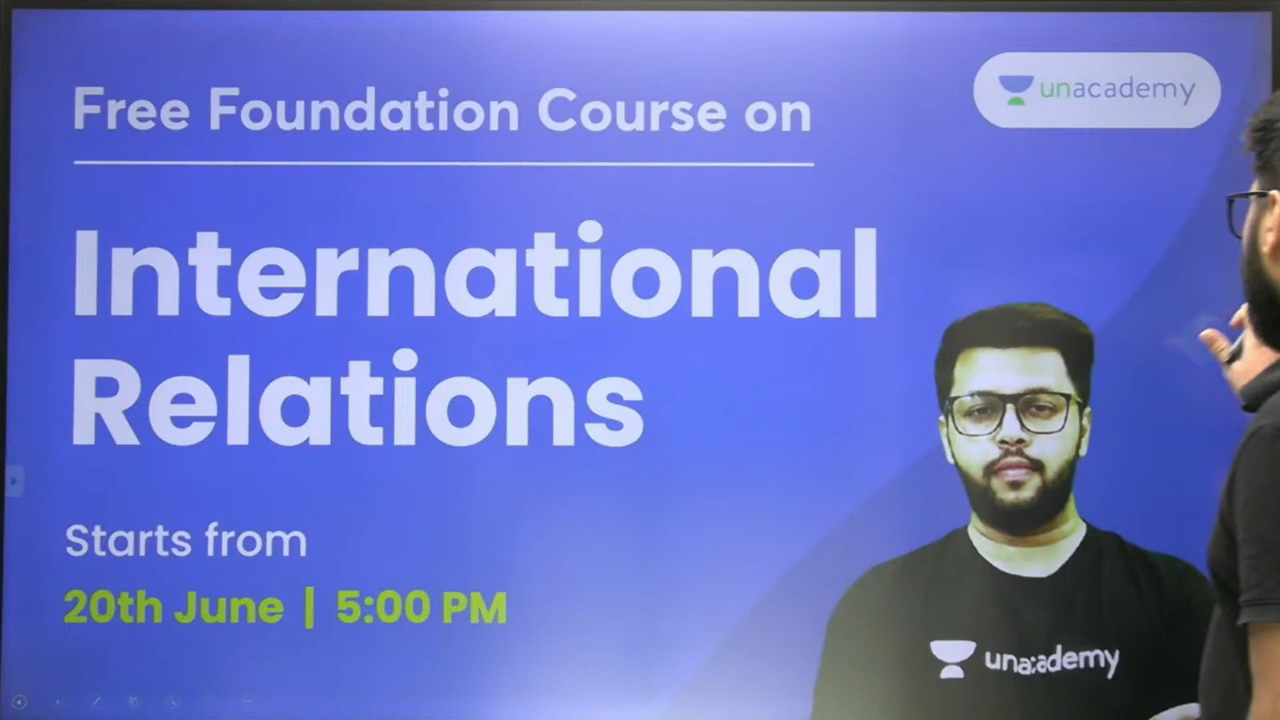 Free Foundation Course on
unacademy
International
Relations
Starts from
20th June | 5:00 PM
unacademy